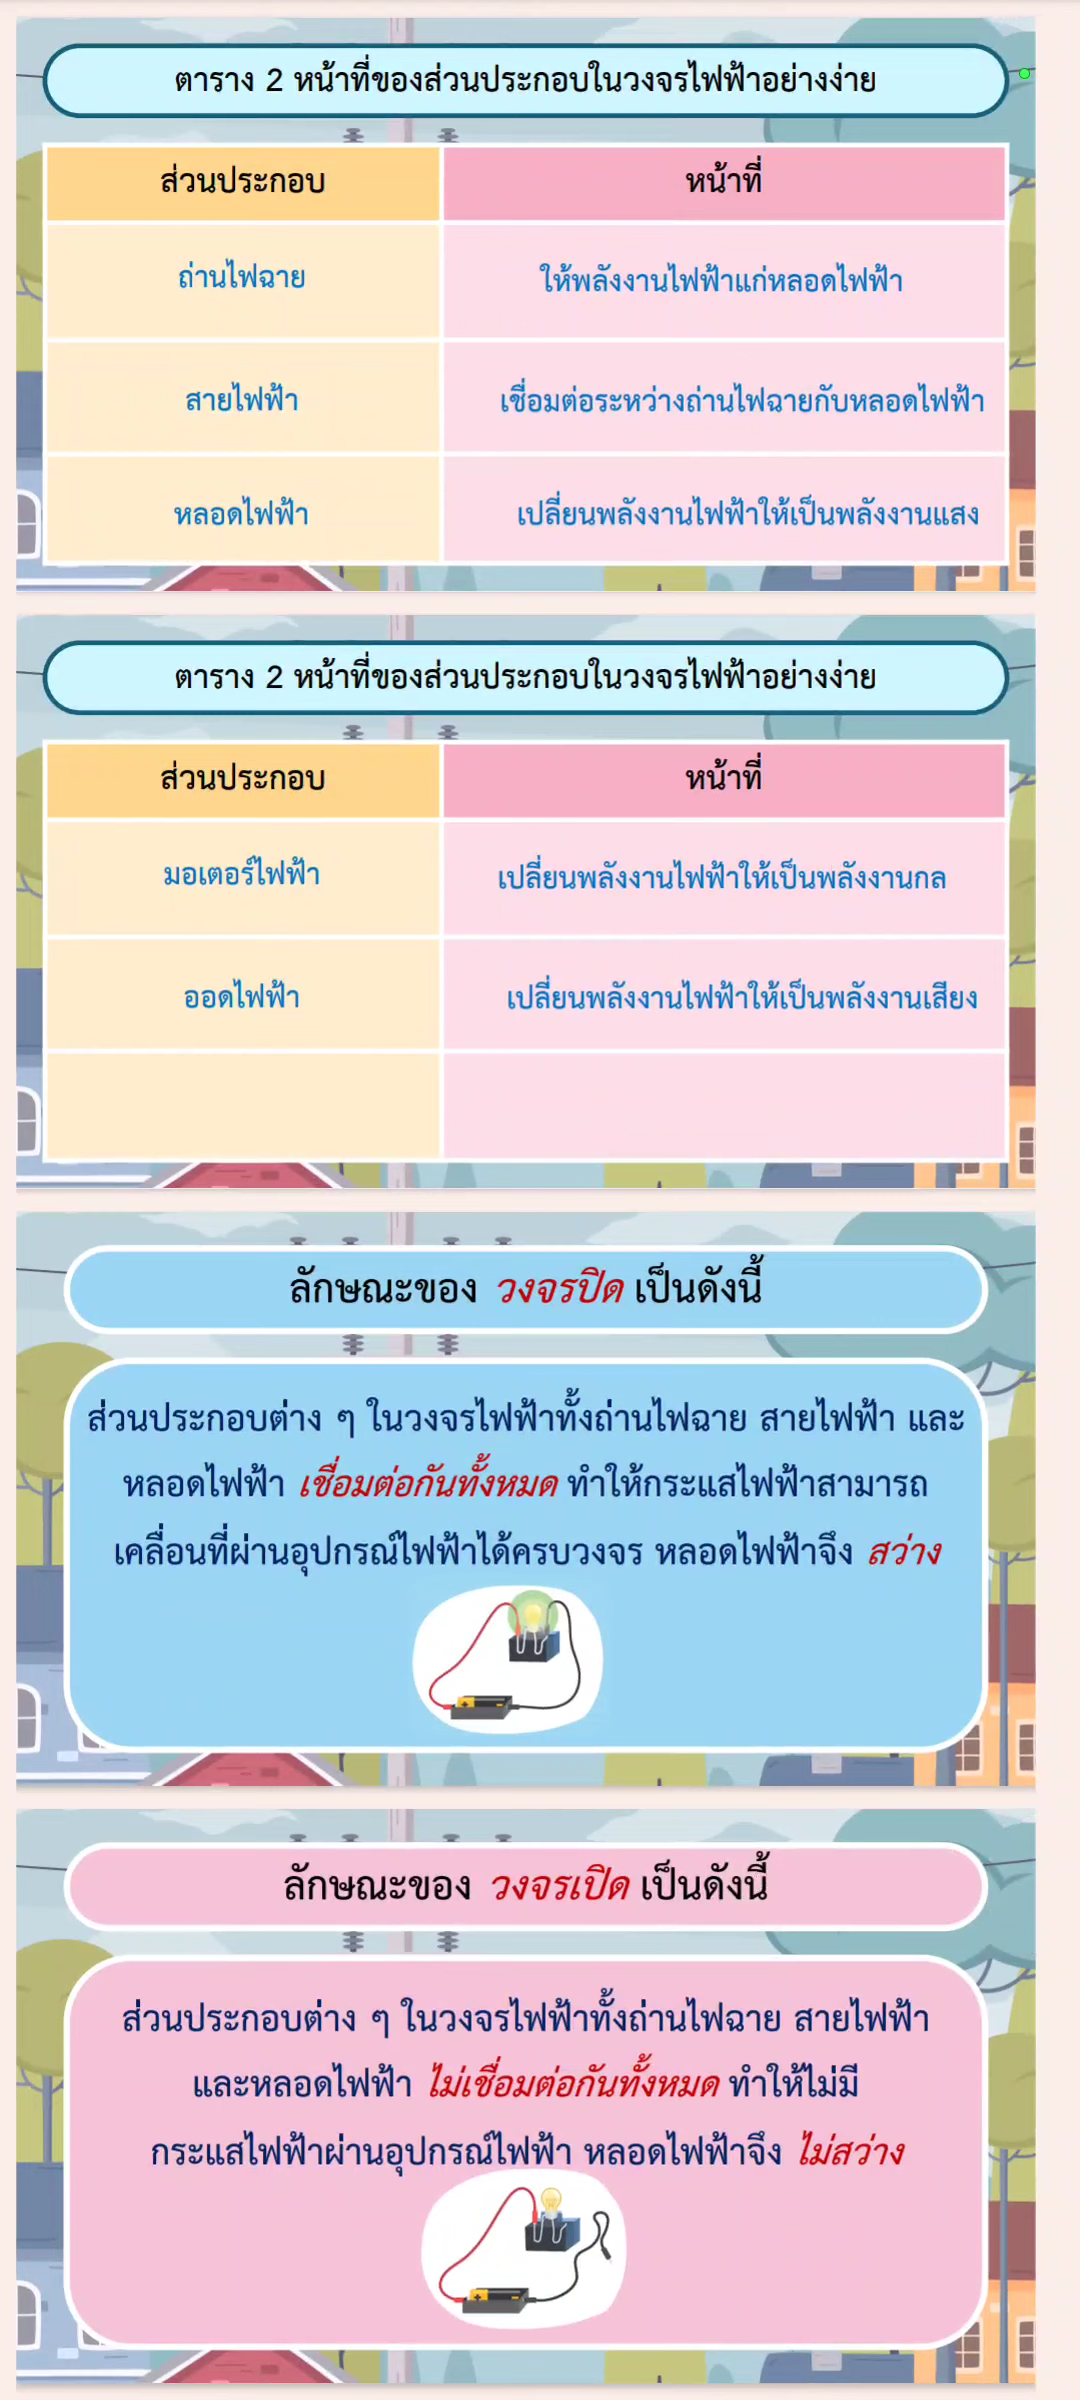 ตาราง 2 หน้าที่ของส่วนประกอบในวงจรไฟฟ้าอย่างง่าย
ส่วนประกอบ
หน้าที่
ถ่านไฟฉาย
ให้พลังงานไฟฟ้าแก่หลอดไฟฟ้า
สายไฟฟ้า
เชื่อมต่อระหว่างถ่านไฟฉายกับหลอดไฟฟ้า
หลอดไฟฟ้า
เปลี่ยนพลังงานไฟฟ้าให้เป็นพลังงานแสง
ตาราง 2 หน้าที่ของส่วนประกอบในวงจรไฟฟ้าอย่างง่าย
ส่วนประกอบ
หน้าที่
มอเตอร์ไฟฟ้า
เปลี่ยนพลังงานไฟฟ้าให้เป็นพลังงานกล
ออดไฟฟ้า
เปลี่ยนพลังงานไฟฟ้าให้เป็นพลังงานเสียง
ลักษณะของ วงจรปิด เป็นดังนี้
ส่วนประกอบต่าง ๆ ในวงจรไฟฟ้าทั้งถ่านไฟฉาย สายไฟฟ้า และ
หลอดไฟฟ้า เชื่อมต่อกันทั้งหมด ทำให้กระแสไฟฟ้าสามารถ
เคลื่อนที่ผ่านอุปกรณ์ไฟฟ้าได้ครบวงจร หลอดไฟฟ้าจึง สว่าง
ลักษณะของ วงจรเปิด เป็นดังนี้
ส่วนประกอบต่าง ๆ ในวงจรไฟฟ้าทั้งถ่านไฟฉาย สายไฟฟ้า
และหลอดไฟฟ้า ไม่เชื่อมต่อกันทั้งหมด ทำให้ไม่มี
กระแสไฟฟ้าผ่านอุปกรณ์ไฟฟ้า หลอดไฟฟ้าจึง ไม่สว่าง